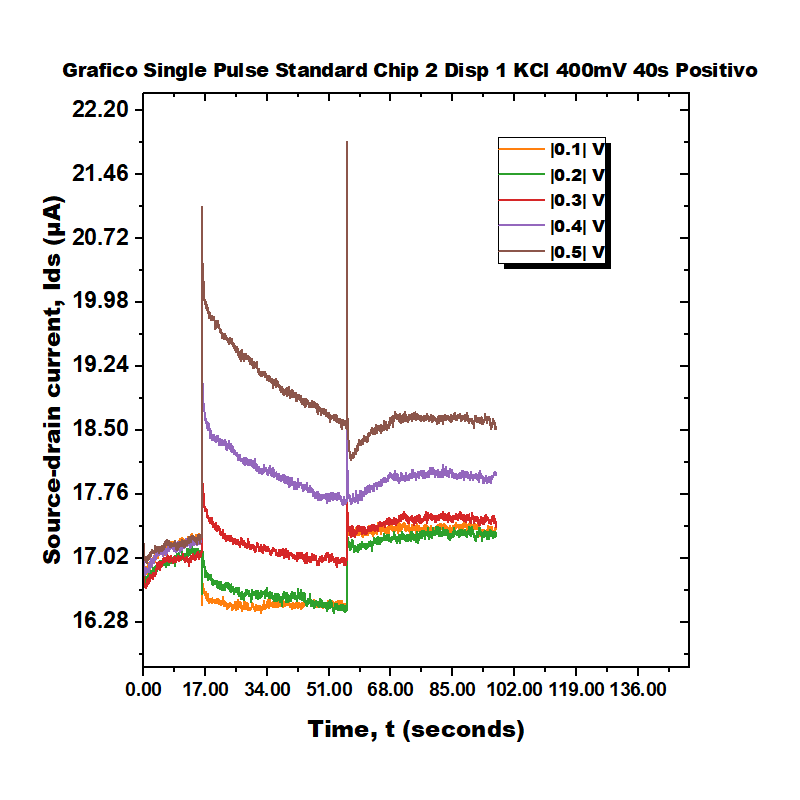 Grafico Single Pulse Standard Chip 2 Disp 1 KCl 400mV 40s Positivo
22.20
21.46
20.72
19.98
19.24
18.50
17.76
17.02
16.28
Source-drain current, Ids (µA)
|0.1| V
|0.2| V
|0.3| V
|0.4| V
|0.5| V
0.00 17.00 34.00 51.00 68.00 85.00 102.00 119.00 136.00
Time, t (seconds)